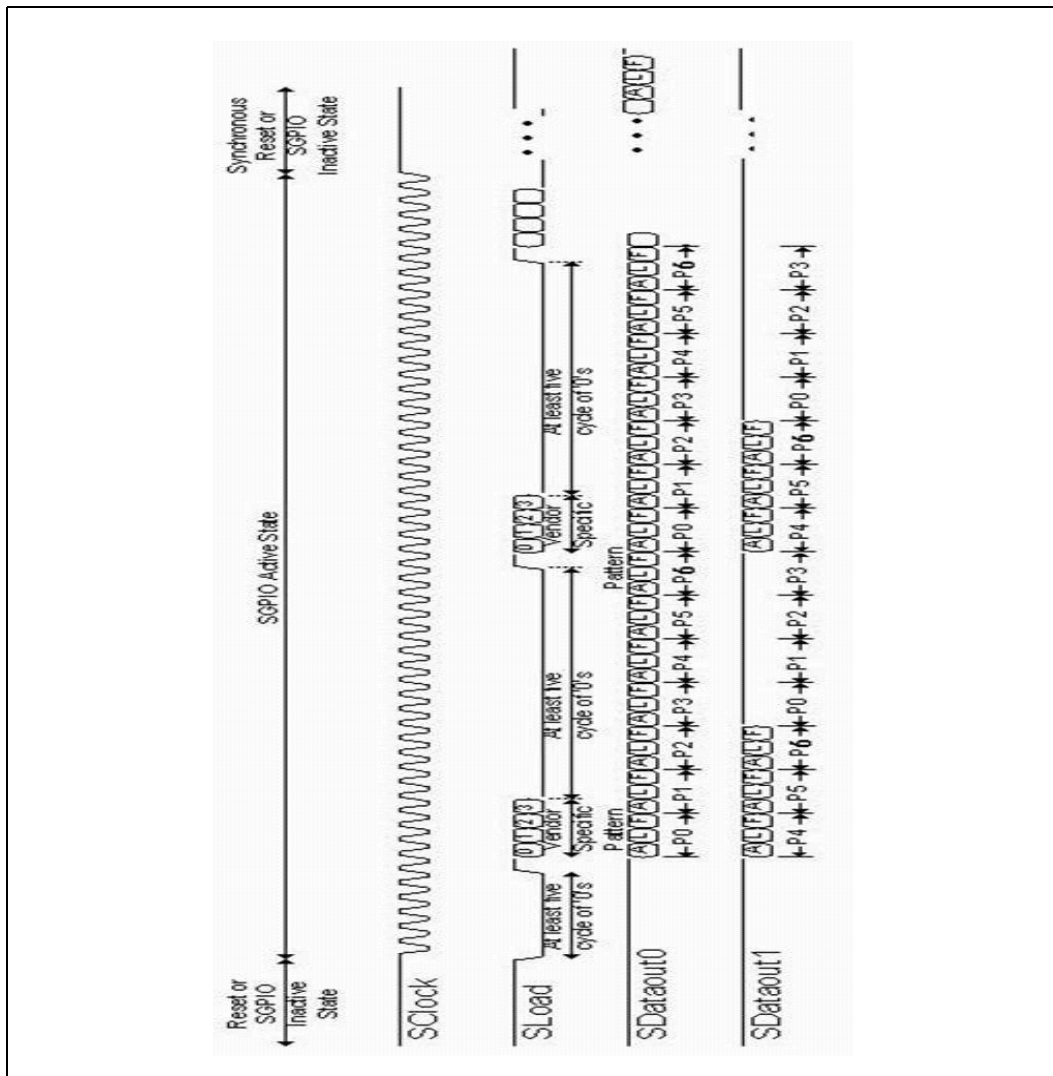 Reset or
SGPIO
Inactive
State
SGPIO Active State
Synchronous
Reset or
SGPIO
Inactive State
SClock
SLoad
0 1 2 3
0 1 2 3
At least five
cycle of '0's
Vendor
Specific
Pattern
At least five
cycle of '0's
Vendor
Specific
Pattern
At least five
cycle of '0's
SDataout0
A L F A L F A L F A L F A L F A L F A L F A L F A L F A L F A L F A L F A L F A L F
A L F
P0 P1 P2 P3 P4 P5 P6 P0 P1 P2 P3 P4 P5 P6
SDataout1
A L F A L F A L F
A L F A L F A L F
P4 P5 P6 P0 P1 P2 P3 P4 P5 P6 P0 P1 P2 P3